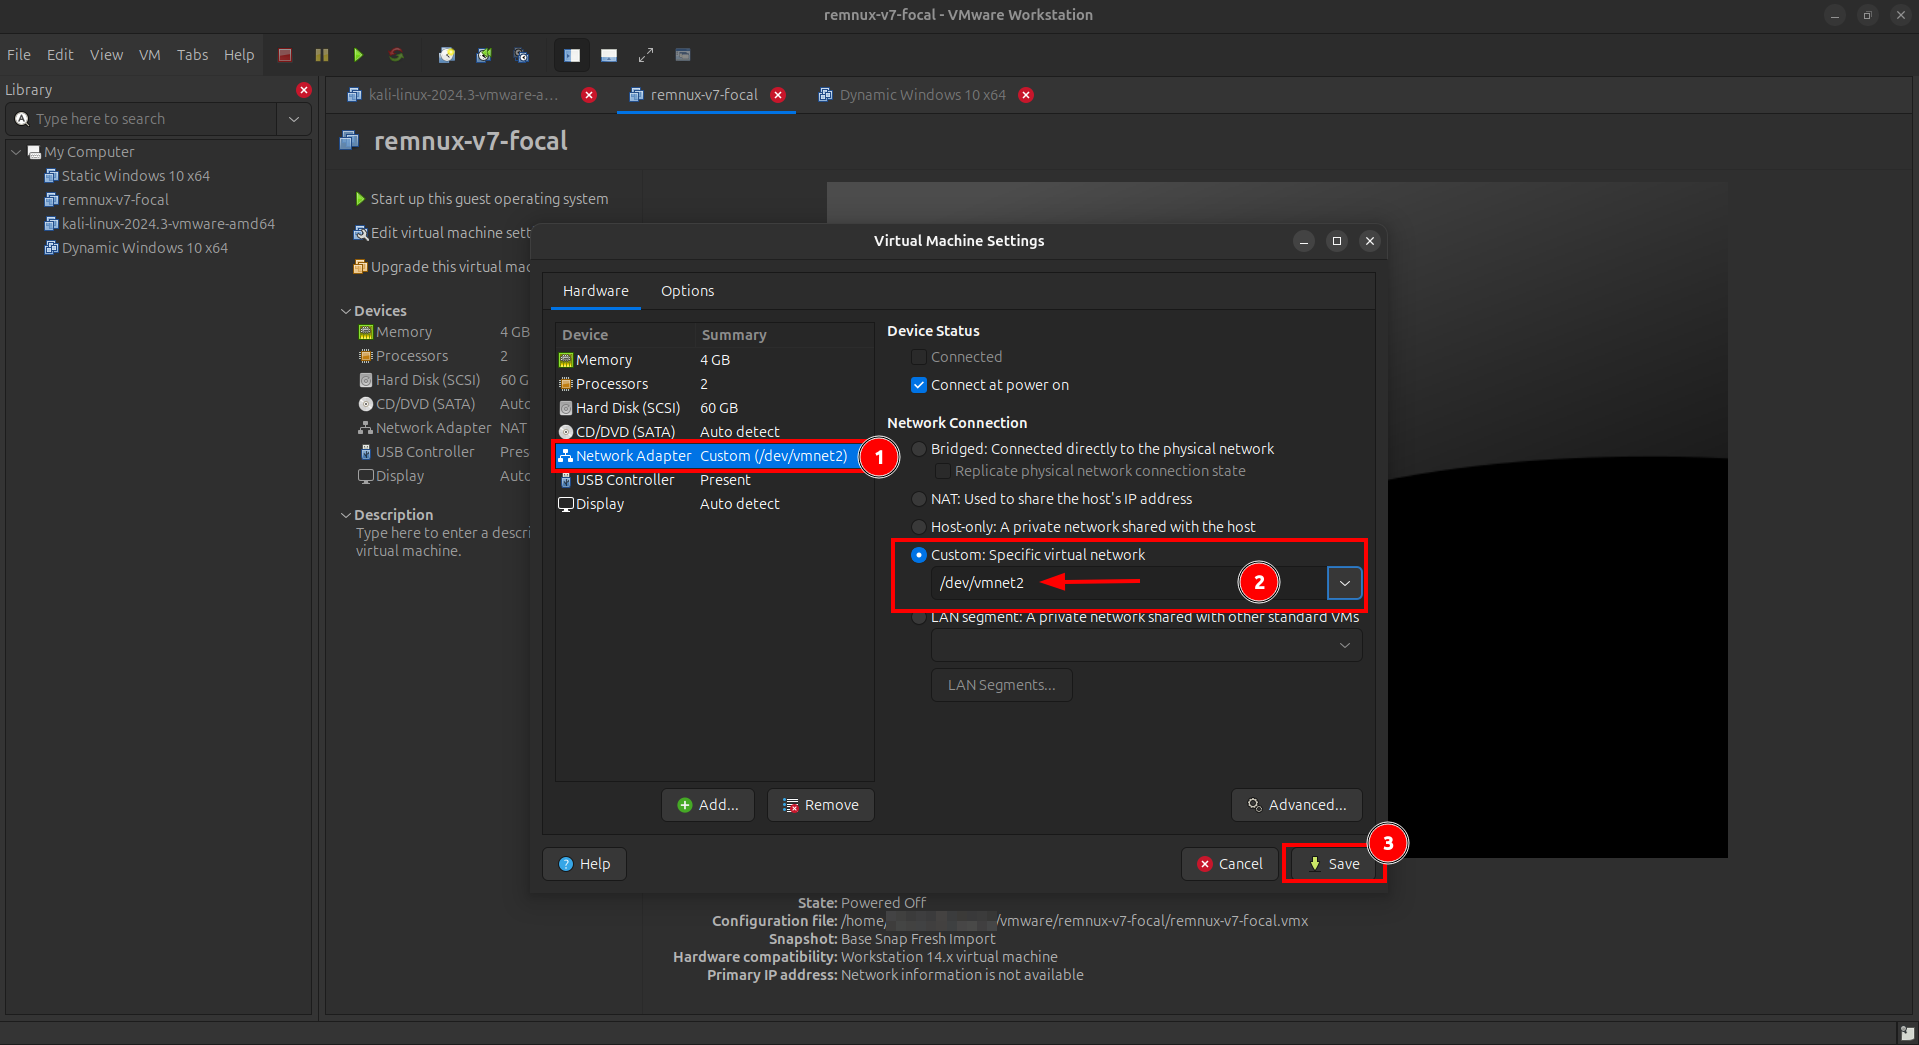 remnux-v7-focal - VMware Workstation
File Edit View VM Tabs Help
Library
Type here to search
My Computer
Static Windows 10 x64
remnux-v7-focal
kali-linux-2024.3-vmware-amd64
Dynamic Windows 10 x64
kali-linux-2024.3-vmware-a...
remnux-v7-focal
Dynamic Windows 10 x64
remnux-v7-focal
Start up this guest operating system
Edit virtual machine sett
Upgrade this virtual mac
Devices
Memory 4 GB
Processors 2
Hard Disk (SCSI) 60 G
CD/DVD (SATA) Auto
Network Adapter NAT
USB Controller Pres
Display Auto
Description
Type here to enter a descri
virtual machine.
Virtual Machine Settings
Hardware Options
Device Summary
Memory 4 GB
Processors 2
Hard Disk (SCSI) 60 GB
CD/DVD (SATA) Auto detect
Network Adapter Custom (/dev/vmnet2) 1
USB Controller Present
Display Auto detect
Add... Remove
Device Status
Connected
Connect at power on
Network Connection
Bridged: Connected directly to the physical network
Replicate physical network connection state
NAT: Used to share the host's IP address
Host-only: A private network shared with the host
Custom: Specific virtual network
/dev/vmnet2 2
LAN segment: A private network shared with other standard VMs
LAN Segments...
Advanced...
3
Help Cancel Save
State: Powered Off
Configuration file: /home/ /vmware/remnux-v7-focal/remnux-v7-focal.vmx
Snapshot: Base Snap Fresh Import
Hardware compatibility: Workstation 14.x virtual machine
Primary IP address: Network information is not available